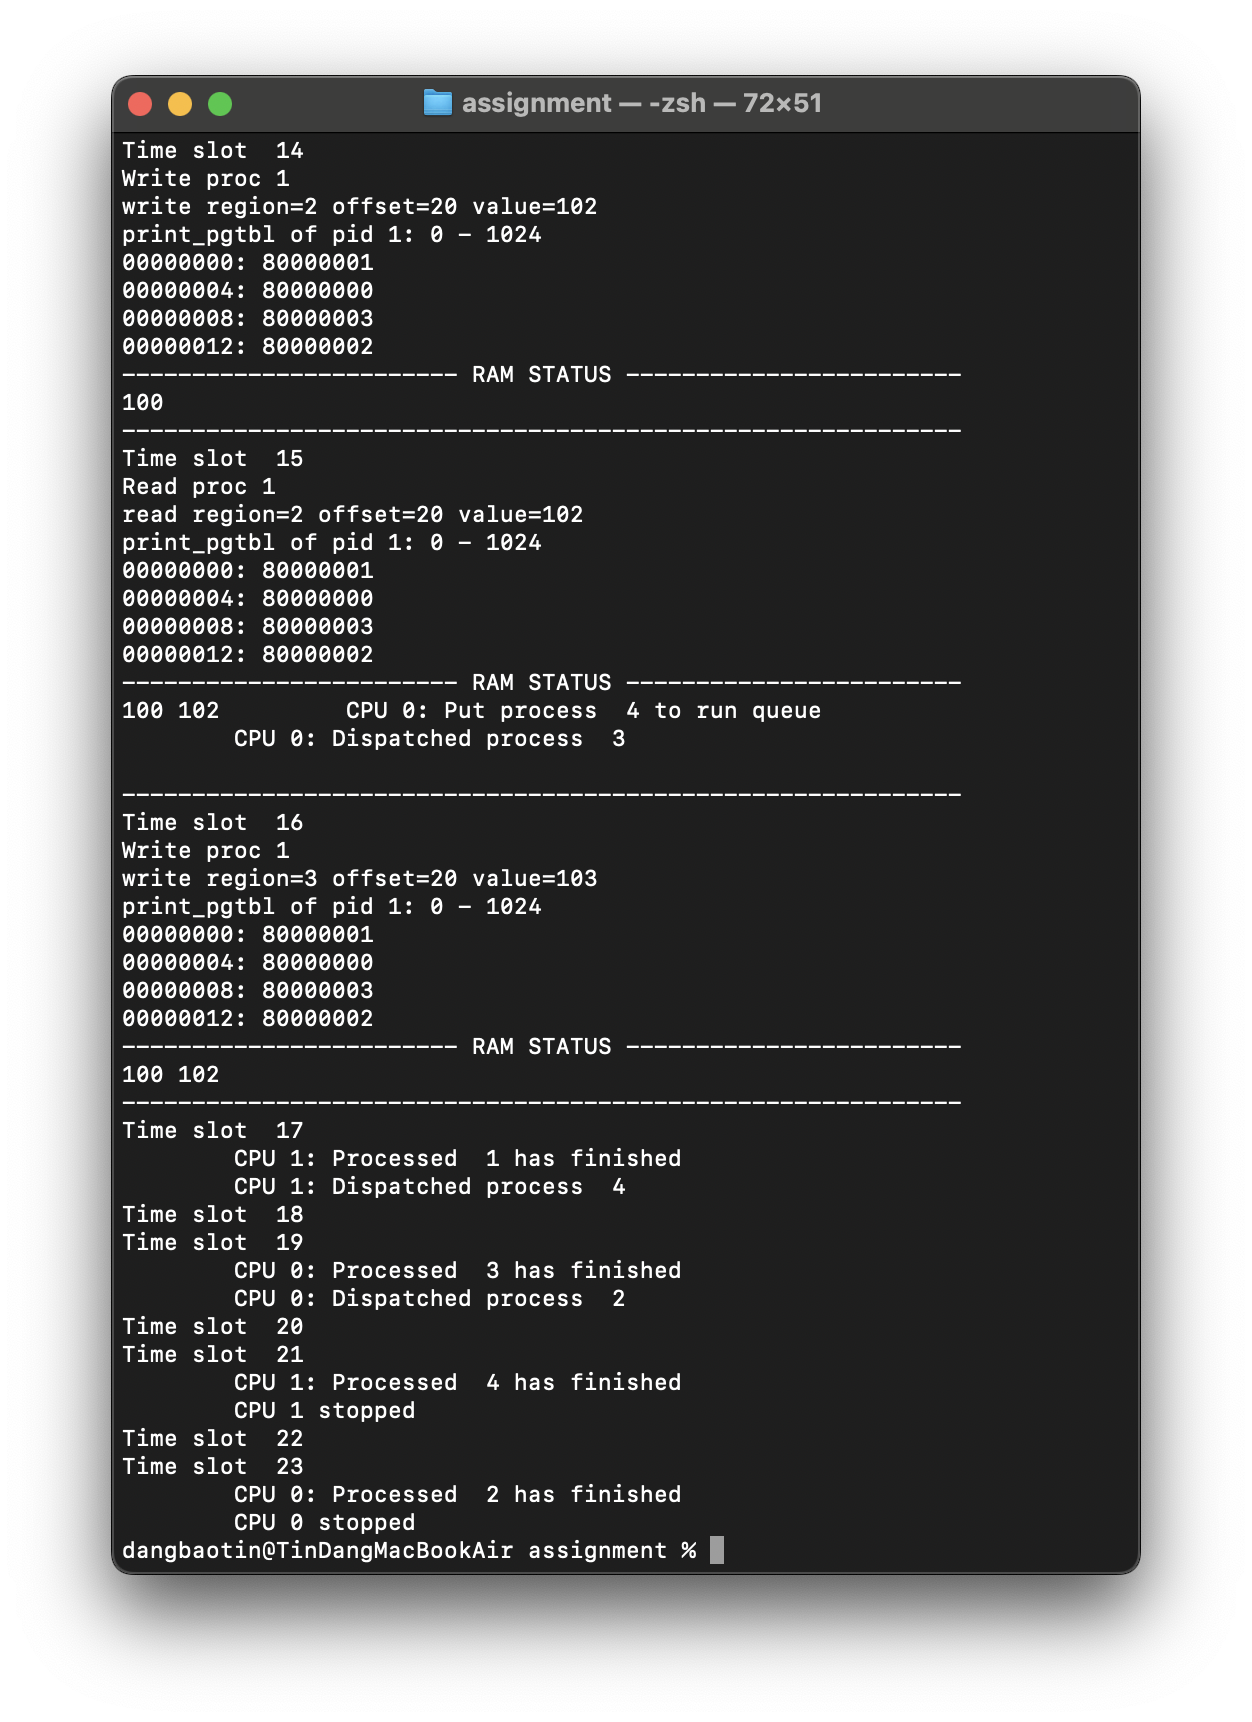 assignment — -zsh — 72×51
Time slot  14
Write proc 1
write region=2 offset=20 value=102
print_pgtbl of pid 1: 0 - 1024
00000000: 80000001
00000004: 80000000
00000008: 80000003
00000012: 80000002
------------------------ RAM STATUS ------------------------
100
------------------------------------------------------------
Time slot  15
Read proc 1
read region=2 offset=20 value=102
print_pgtbl of pid 1: 0 - 1024
00000000: 80000001
00000004: 80000000
00000008: 80000003
00000012: 80000002
------------------------ RAM STATUS ------------------------
100 102         CPU 0: Put process  4 to run queue
        CPU 0: Dispatched process  3

------------------------------------------------------------
Time slot  16
Write proc 1
write region=3 offset=20 value=103
print_pgtbl of pid 1: 0 - 1024
00000000: 80000001
00000004: 80000000
00000008: 80000003
00000012: 80000002
------------------------ RAM STATUS ------------------------
100 102
------------------------------------------------------------
Time slot  17
        CPU 1: Processed  1 has finished
        CPU 1: Dispatched process  4
Time slot  18
Time slot  19
        CPU 0: Processed  3 has finished
        CPU 0: Dispatched process  2
Time slot  20
Time slot  21
        CPU 1: Processed  4 has finished
        CPU 1 stopped
Time slot  22
Time slot  23
        CPU 0: Processed  2 has finished
        CPU 0 stopped
dangbaotin@TinDangMacBookAir assignment %